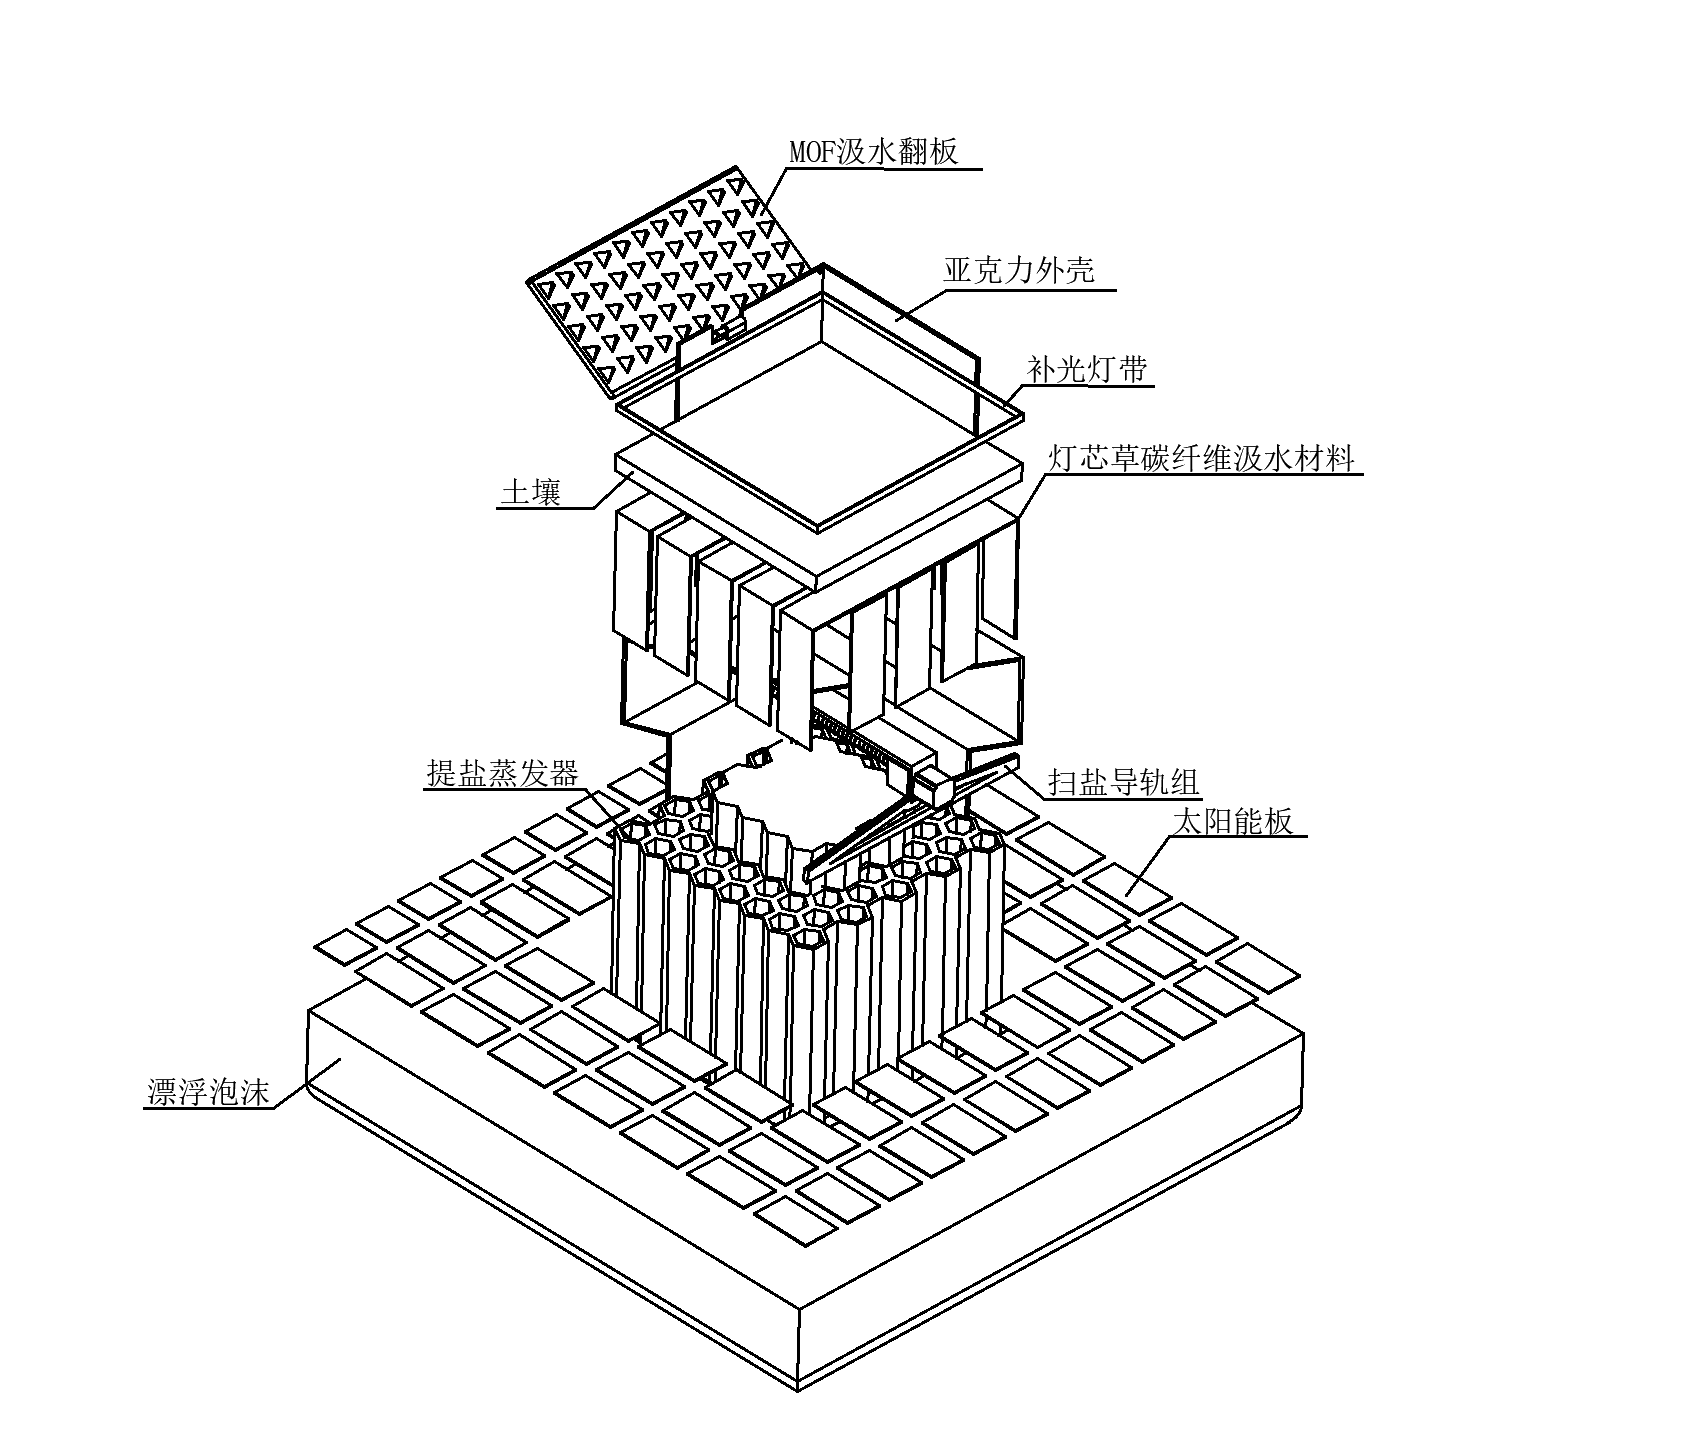 MOF汲水翻板
亚克力外壳
补光灯带
灯芯草碳纤维汲水材料
土壤
提盐蒸发器
扫盐导轨组
太阳能板
漂浮泡沫